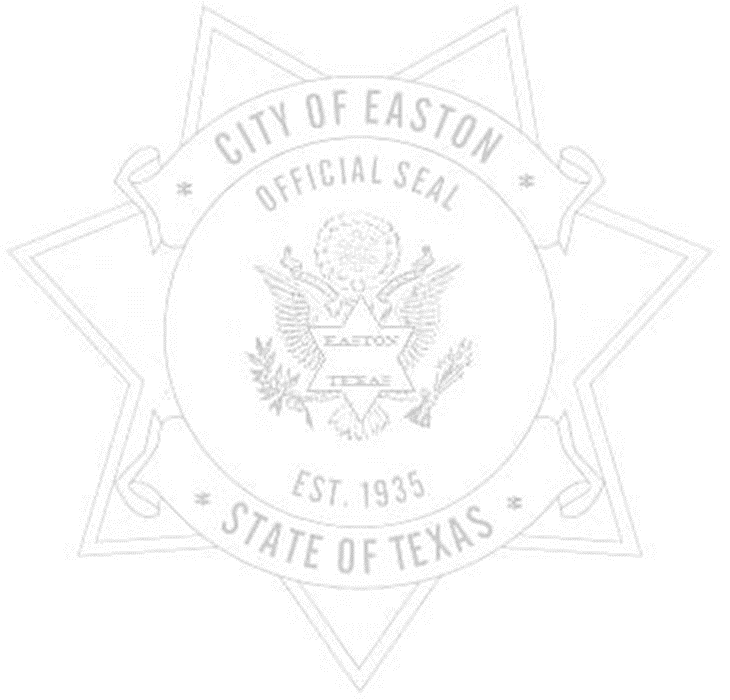 CITY OF EASTON
OFFICIAL SEAL
EASTON
TEXAS
EST. 1935
STATE OF TEXAS